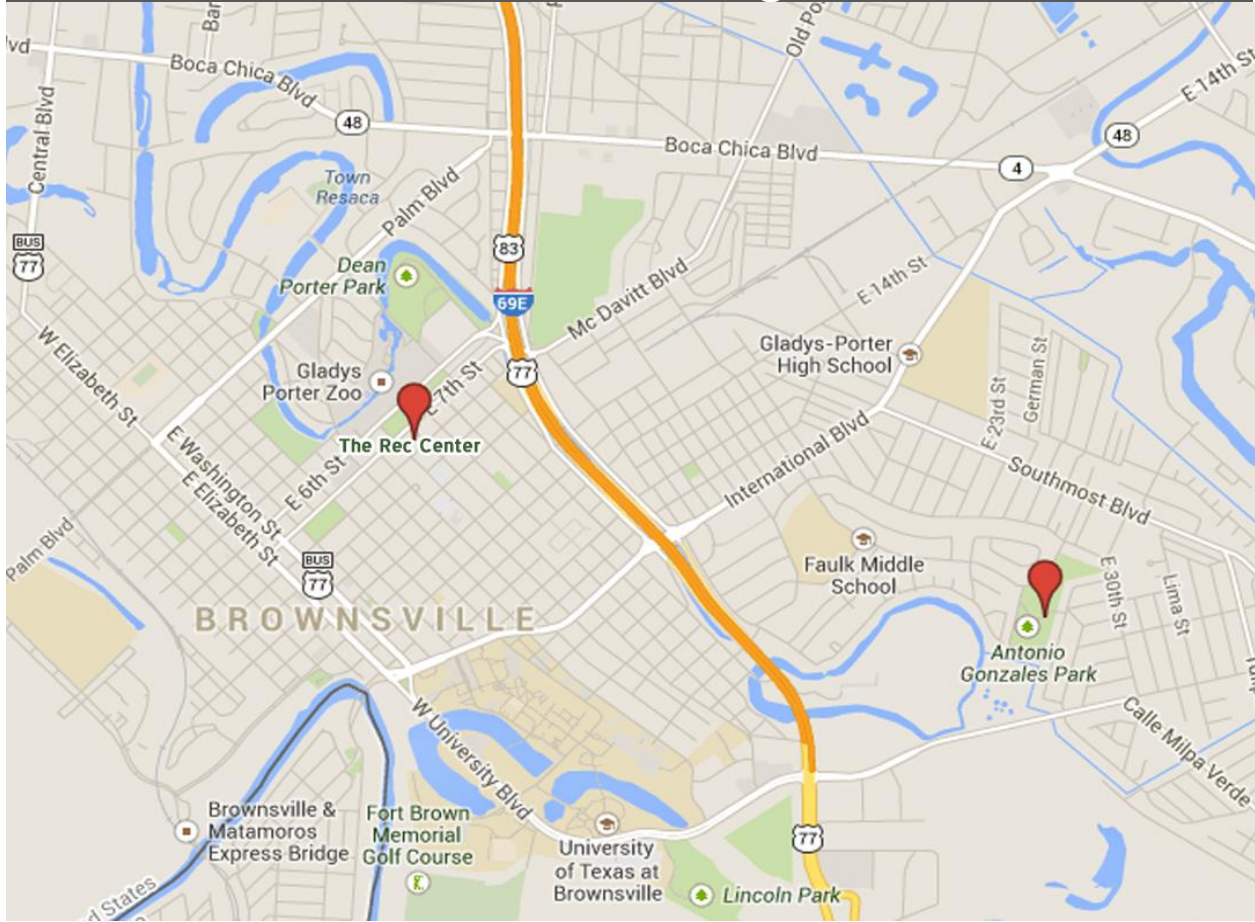 Old Po
lvd
Boca Chica Blvd
48
Boca Chica Blvd
4
48
E 14th St
Central Blvd
Town
Resaca
Palm Blvd
BUS
77
83
Dean
Porter Park
69E
Mc Davitt Blvd
E 14th St
W Elizabeth St
Gladys
Porter Zoo
E 7th St
77
Gladys-Porter
High School
E 23rd St
German St
The Rec Center
E Washington St
E Elizabeth St
E 6th St
International Blvd
Southmost Blvd
Palm Blvd
BUS
77
Faulk Middle
School
E 30th St
Lima St
BROWNSVILLE
Antonio
Gonzales Park
W University Blvd
Calle Milpa Verde
Brownsville &
Matamoros
Express Bridge
Fort Brown
Memorial
Golf Course
University
of Texas at
Brownsville
77
Lincoln Park
d States